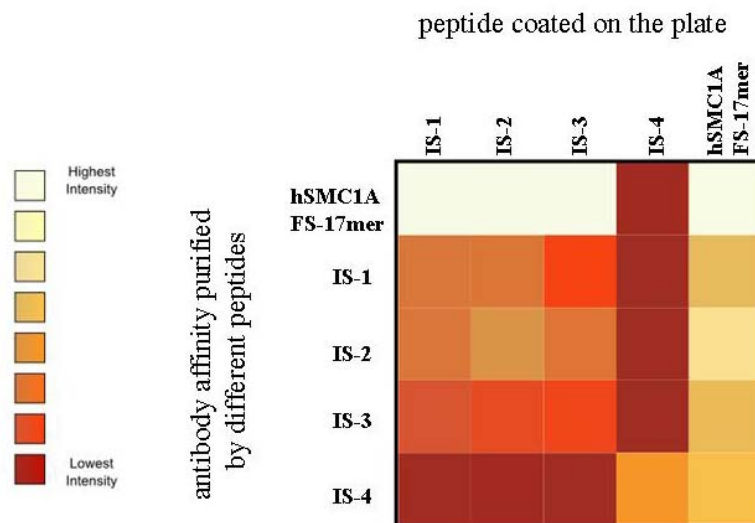 peptide coated on the plate
IS-1
IS-2
IS-3
IS-4
hSMC1A
FS-17mer
Highest
Intensity
Lowest
Intensity
antibody affinity purified
by different peptides
hSMC1A
FS-17mer
IS-1
IS-2
IS-3
IS-4